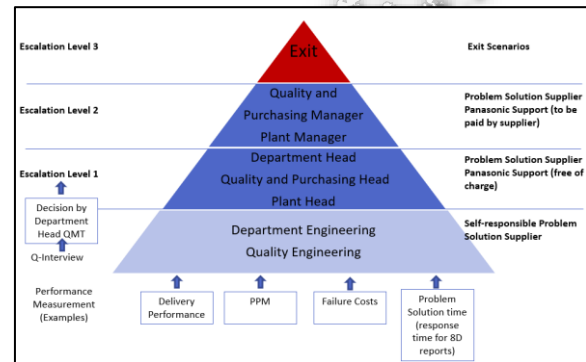 Escalation Level 3
Exit
Exit Scenarios
Escalation Level 2
Quality and
Purchasing Manager
Plant Manager
Problem Solution Supplier
Panasonic Support (to be
paid by supplier)
Escalation Level 1
Department Head
Quality and Purchasing Head
Plant Head
Problem Solution Supplier
Panasonic Support (free of
charge)
Decision by
Department
Head QMT
Q-Interview
Department Engineering
Quality Engineering
Self-responsible Problem
Solution Supplier
Performance
Measurement
(Examples)
Delivery
Performance
PPM
Failure Costs
Problem
Solution time
(response
time for 8D
reports)